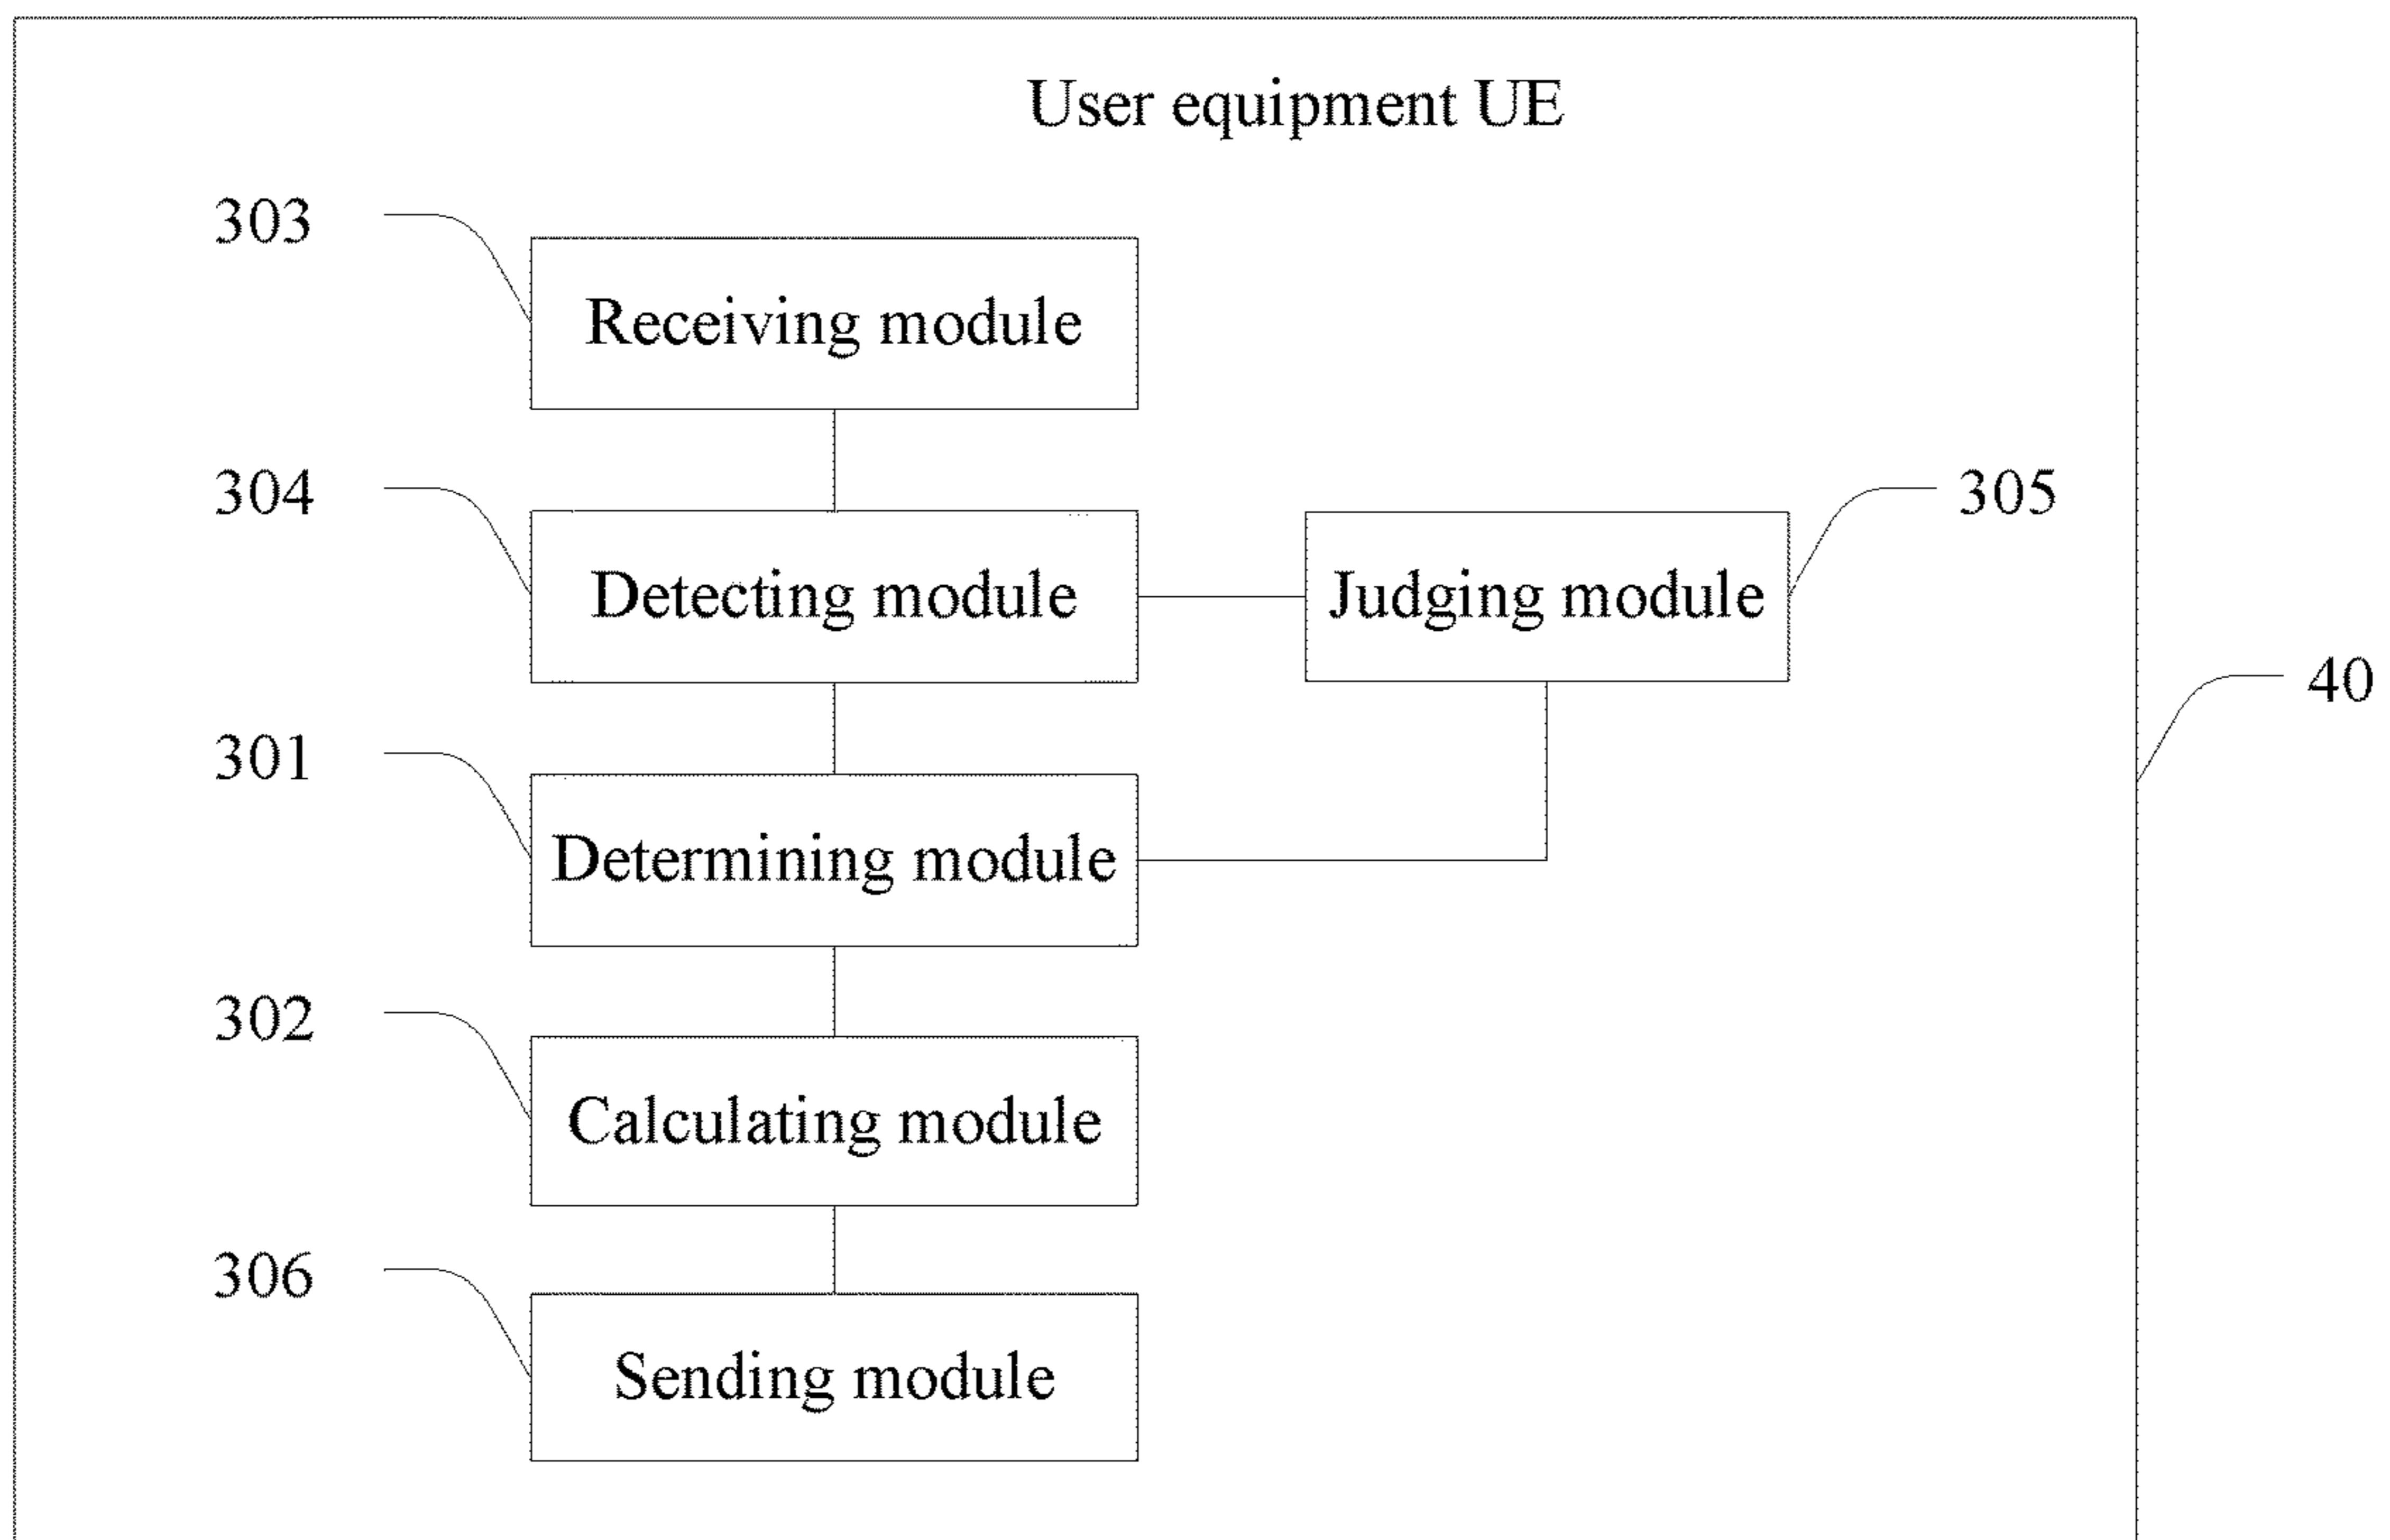 User equipment UE
303
Receiving module
304
Detecting module
Judging module
305
40
301
Determining module
302
Calculating module
306
Sending module